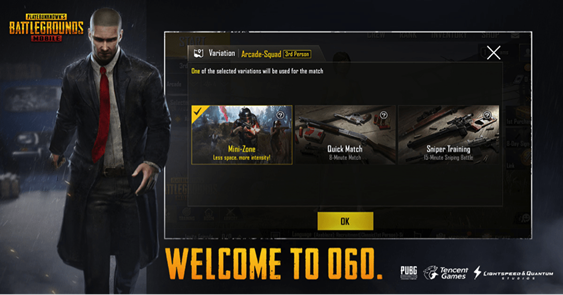 PLAYERUNKNOWN'S
BATTLEGROUNDS
MOBILE
Variation Arcade-Squad 3rd Person
One of the selected variations will be used for the match
Mini-Zone
Less space, more intensity!
Quick Match
8 Minute Match
Sniper Training
15 Minute Sniping Battle
OK
WELCOME TO 060.
PUBG
Tencent
Games
LIGHTSPEED & QUANTUM
STUDIOS